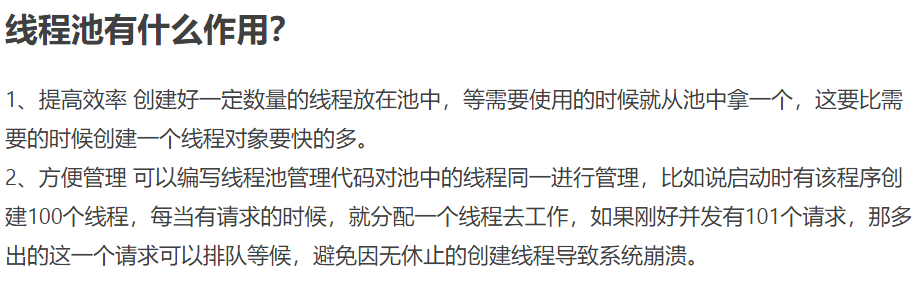 线程池有什么作用？
1、提高效率 创建好一定数量的线程放在池中，等需要使用的时候就从池中拿一个，这要比需
要的时候创建一个线程对象要快的多。
2、方便管理 可以编写线程池管理代码对池中的线程同一进行管理，比如说启动时有该程序创
建100个线程，每当有请求的时候，就分配一个线程去工作，如果刚好并发有101个请求，那多
出的这一个请求可以排队等候，避免因无休止的创建线程导致系统崩溃。